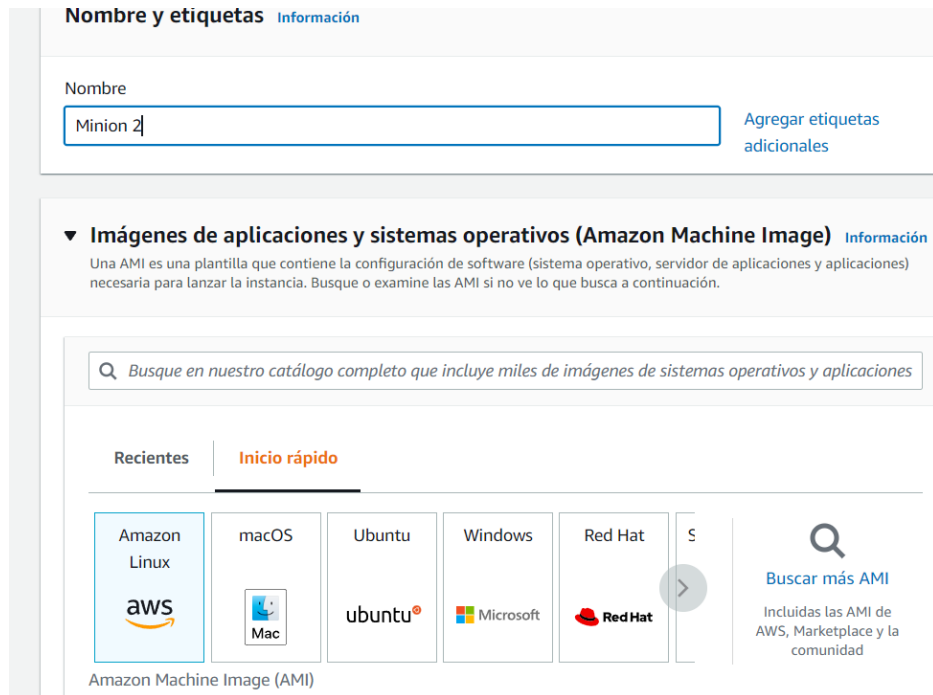 Nombre y etiquetas Información
Nombre
Minion 2
Agregar etiquetas
adicionales
Imágenes de aplicaciones y sistemas operativos (Amazon Machine Image) Información
Una AMI es una plantilla que contiene la configuración de software (sistema operativo, servidor de aplicaciones y aplicaciones)
necesaria para lanzar la instancia. Busque o examine las AMI si no ve lo que busca a continuación.
Busque en nuestro catálogo completo que incluye miles de imágenes de sistemas operativos y aplicaciones
Recientes
Inicio rápido
Amazon
Linux
aws
macOS
Mac
Ubuntu
ubuntu
Windows
Microsoft
Red Hat
Red Hat
S
Buscar más AMI
Incluidas las AMI de
AWS, Marketplace y la
comunidad
Amazon Machine Image (AMI)